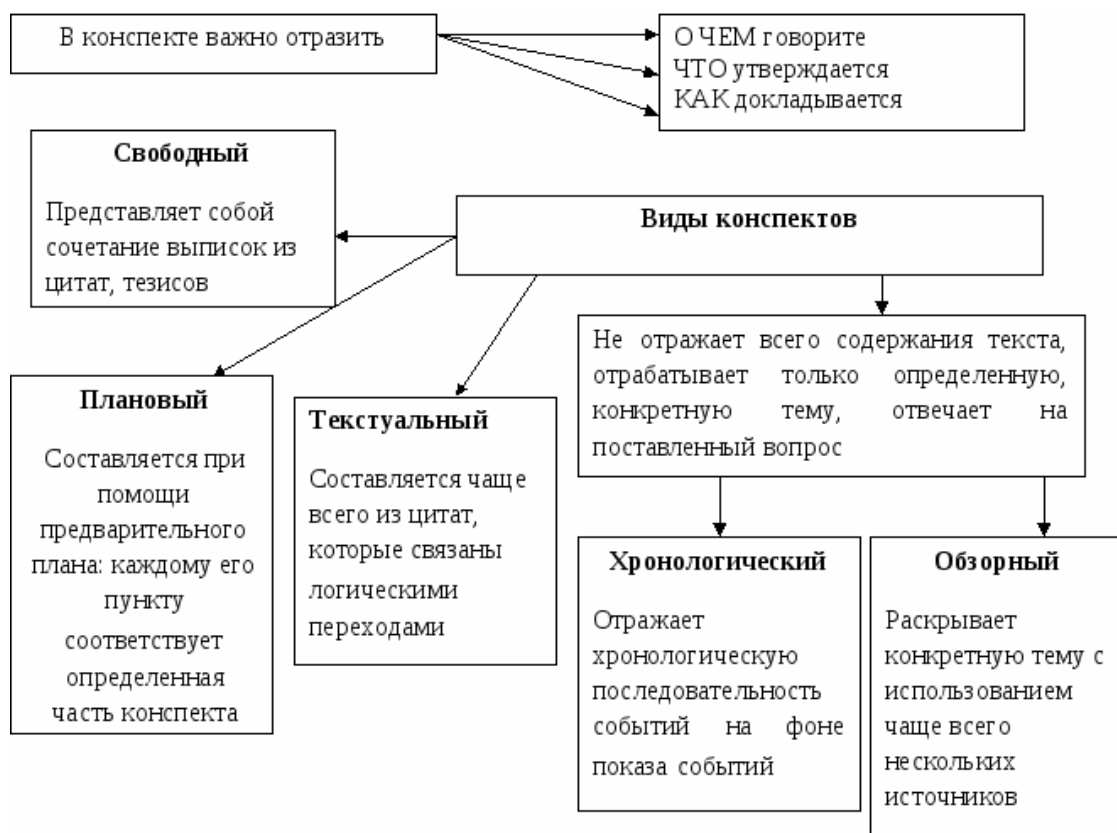 В конспекте важно отразить
О ЧЕМ говорите
ЧТО утверждается
КАК докладывается
Свободный
Представляет собой
сочетание выписок из
цитат, тезисов
Виды конспектов
Не отражает всего содержания текста,
отрабатывает только определенную,
конкретную тему, отвечает на
поставленный вопрос
Плановый
Составляется при
помощи
предварительного
плана: каждому его
пункту
соответствует
определенная
часть конспекта
Текстуальный
Составляется чаще
всего из цитат,
которые связаны
логическими
переходами
Хронологический
Отражает
хронологическую
последовательность
событий на фоне
показа событий
Обзорный
Раскрывает
конкретную тему с
использованием
чаще всего
нескольких
источников